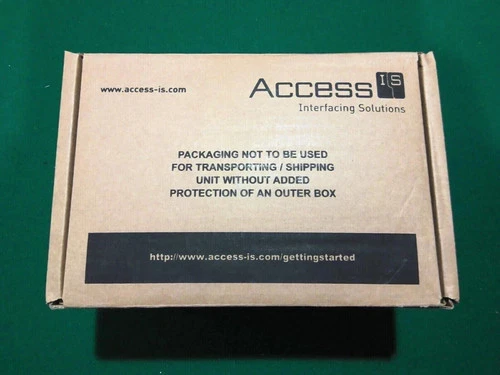 www.access-is.com
Access IS
Interfacing Solutions
PACKAGING NOT TO BE USED
FOR TRANSPORTING / SHIPPING
UNIT WITHOUT ADDED
PROTECTION OF AN OUTER BOX
http://www.access-is.com/gettingstarted